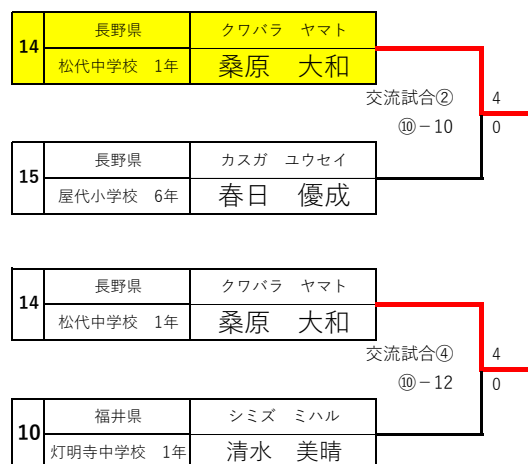 14
長野県
クワバラ ヤマト
松代中学校 1年
桑原 大和
交流試合②
4
⑩－10
0
15
長野県
カスガ ユウセイ
屋代小学校 6年
春日 優成
14
長野県
クワバラ ヤマト
松代中学校 1年
桑原 大和
交流試合④
4
⑩－12
0
10
福井県
シミズ ミハル
灯明寺中学校 1年
清水 美晴